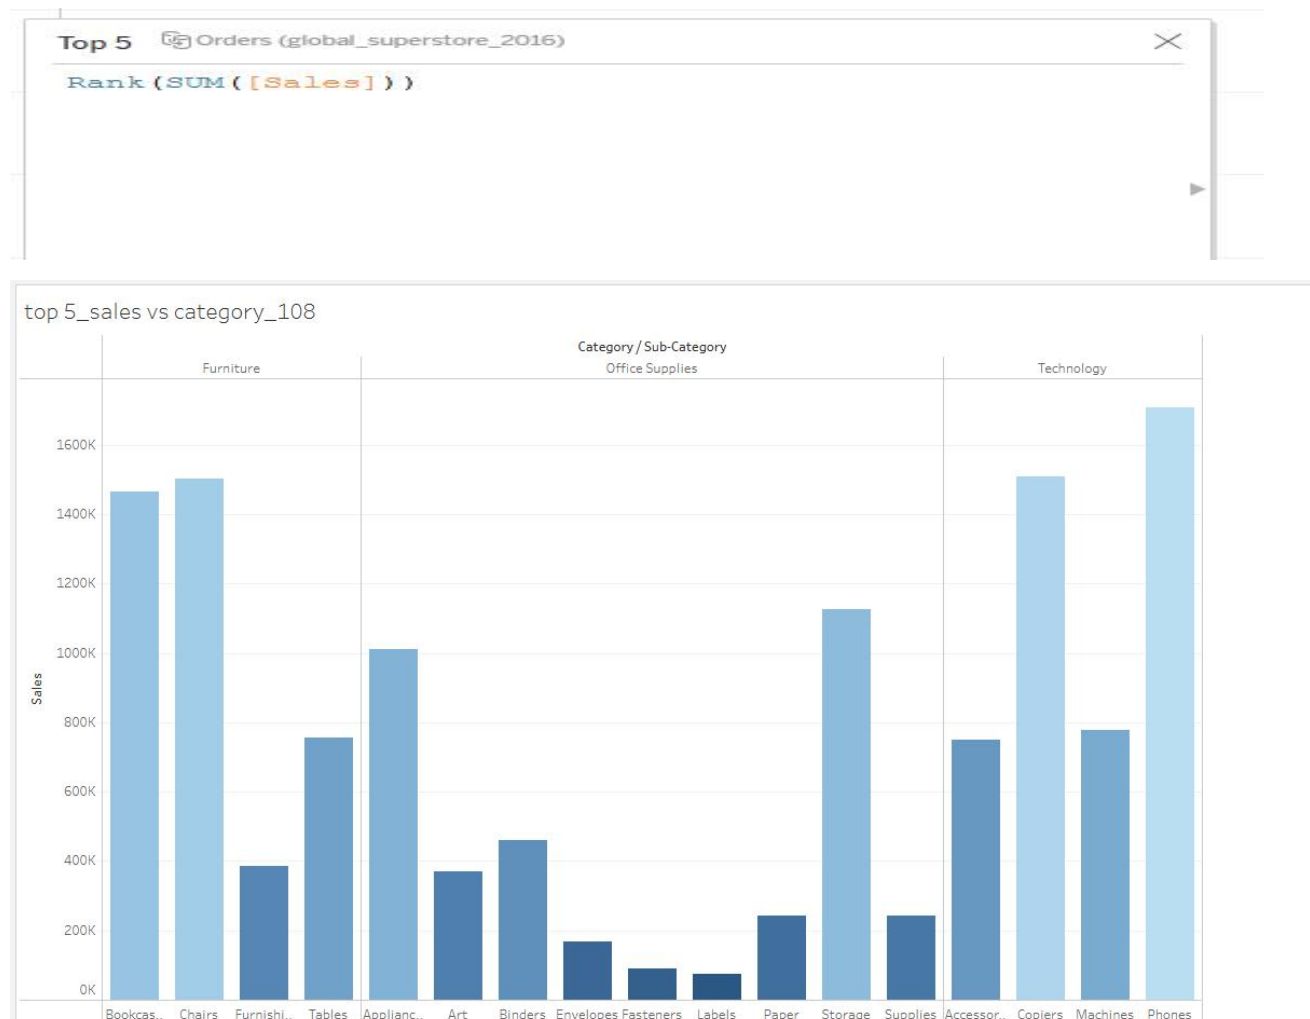 Top 5 Orders (global_superstore_2016)
Rank(SUM([Sales]))
top 5_sales vs category_108
Category / Sub-Category
Furniture Office Supplies Technology
1600K
1400K
1200K
1000K
800K
600K
400K
200K
0K
Sales
Bookcas.. Chairs Furnishi.. Tables Applianc.. Art Binders Envelopes Fasteners Labels Paper Storage Supplies Accessor.. Copiers Machines Phones